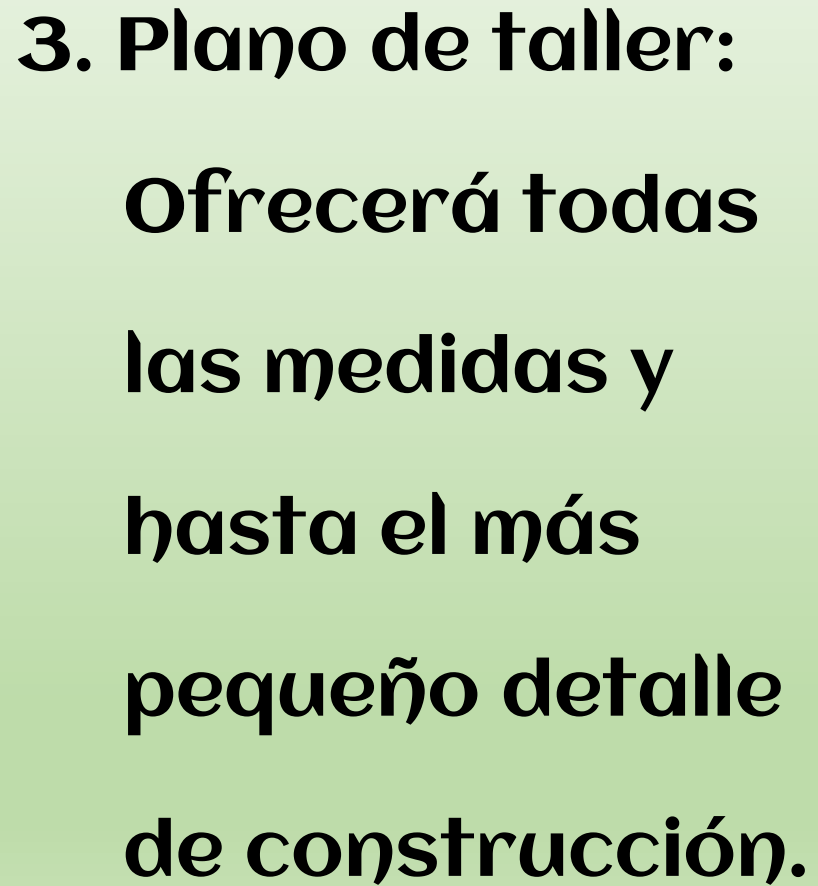 3. Plano de taller:
Ofrecerá todas
las medidas y
hasta el más
pequeño detalle
de construcción.